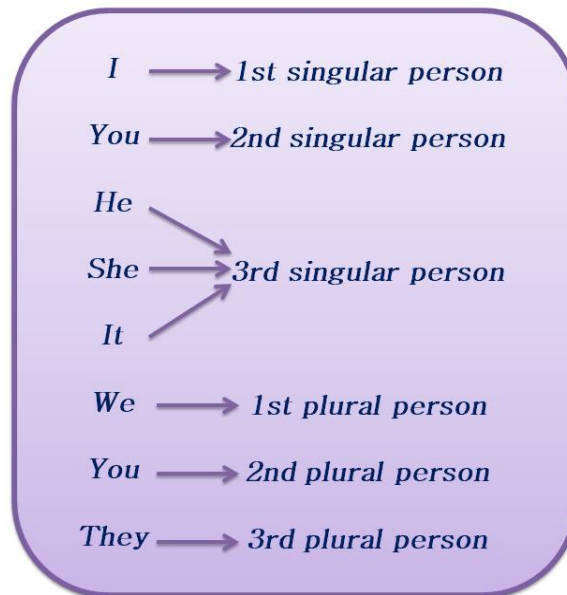 I 1st singular person
You 2nd singular person
He
She 3rd singular person
It
We 1st plural person
You 2nd plural person
They 3rd plural person